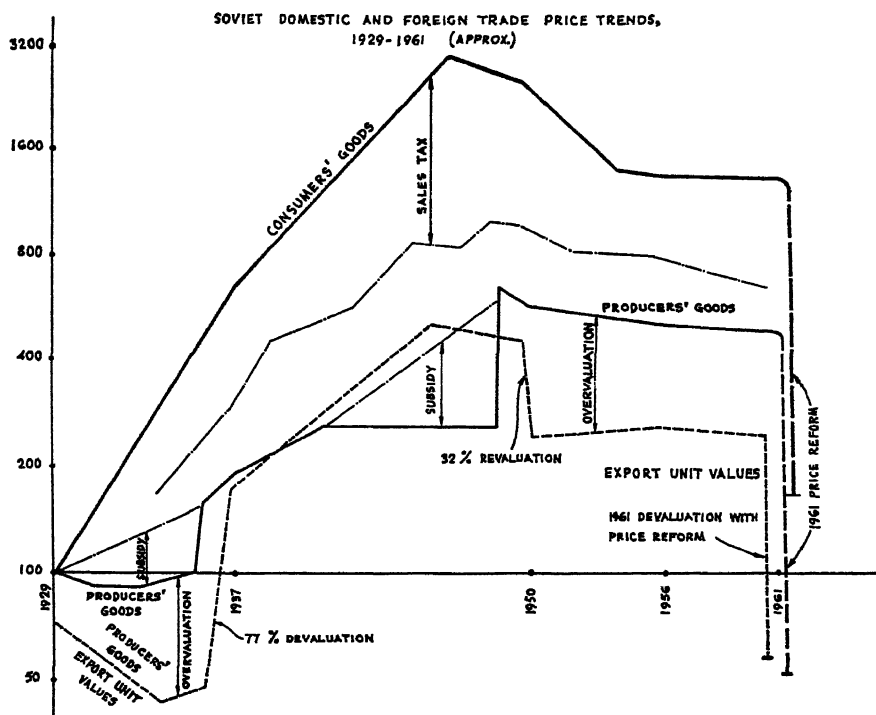 SOVIET DOMESTIC AND FOREIGN TRADE PRICE TRENDS,
1929-1961 (APPROX.)
3200
1600
800
400
200
100
50
CONSUMERS' GOODS
SALES TAX
PRODUCERS' GOODS
OVERVALUATION
SUBSIDY
32 % REVALUATION
EXPORT UNIT VALUES
1961 DEVALUATION WITH
PRICE REFORM
1961 PRICE REFORM
SUBSIDY
1929
1937
1950
1956
1961
PRODUCERS'
GOODS
OVERVALUATION
77 % DEVALUATION
PRODUCERS'
GOODS
EXPORT UNIT
VALUES